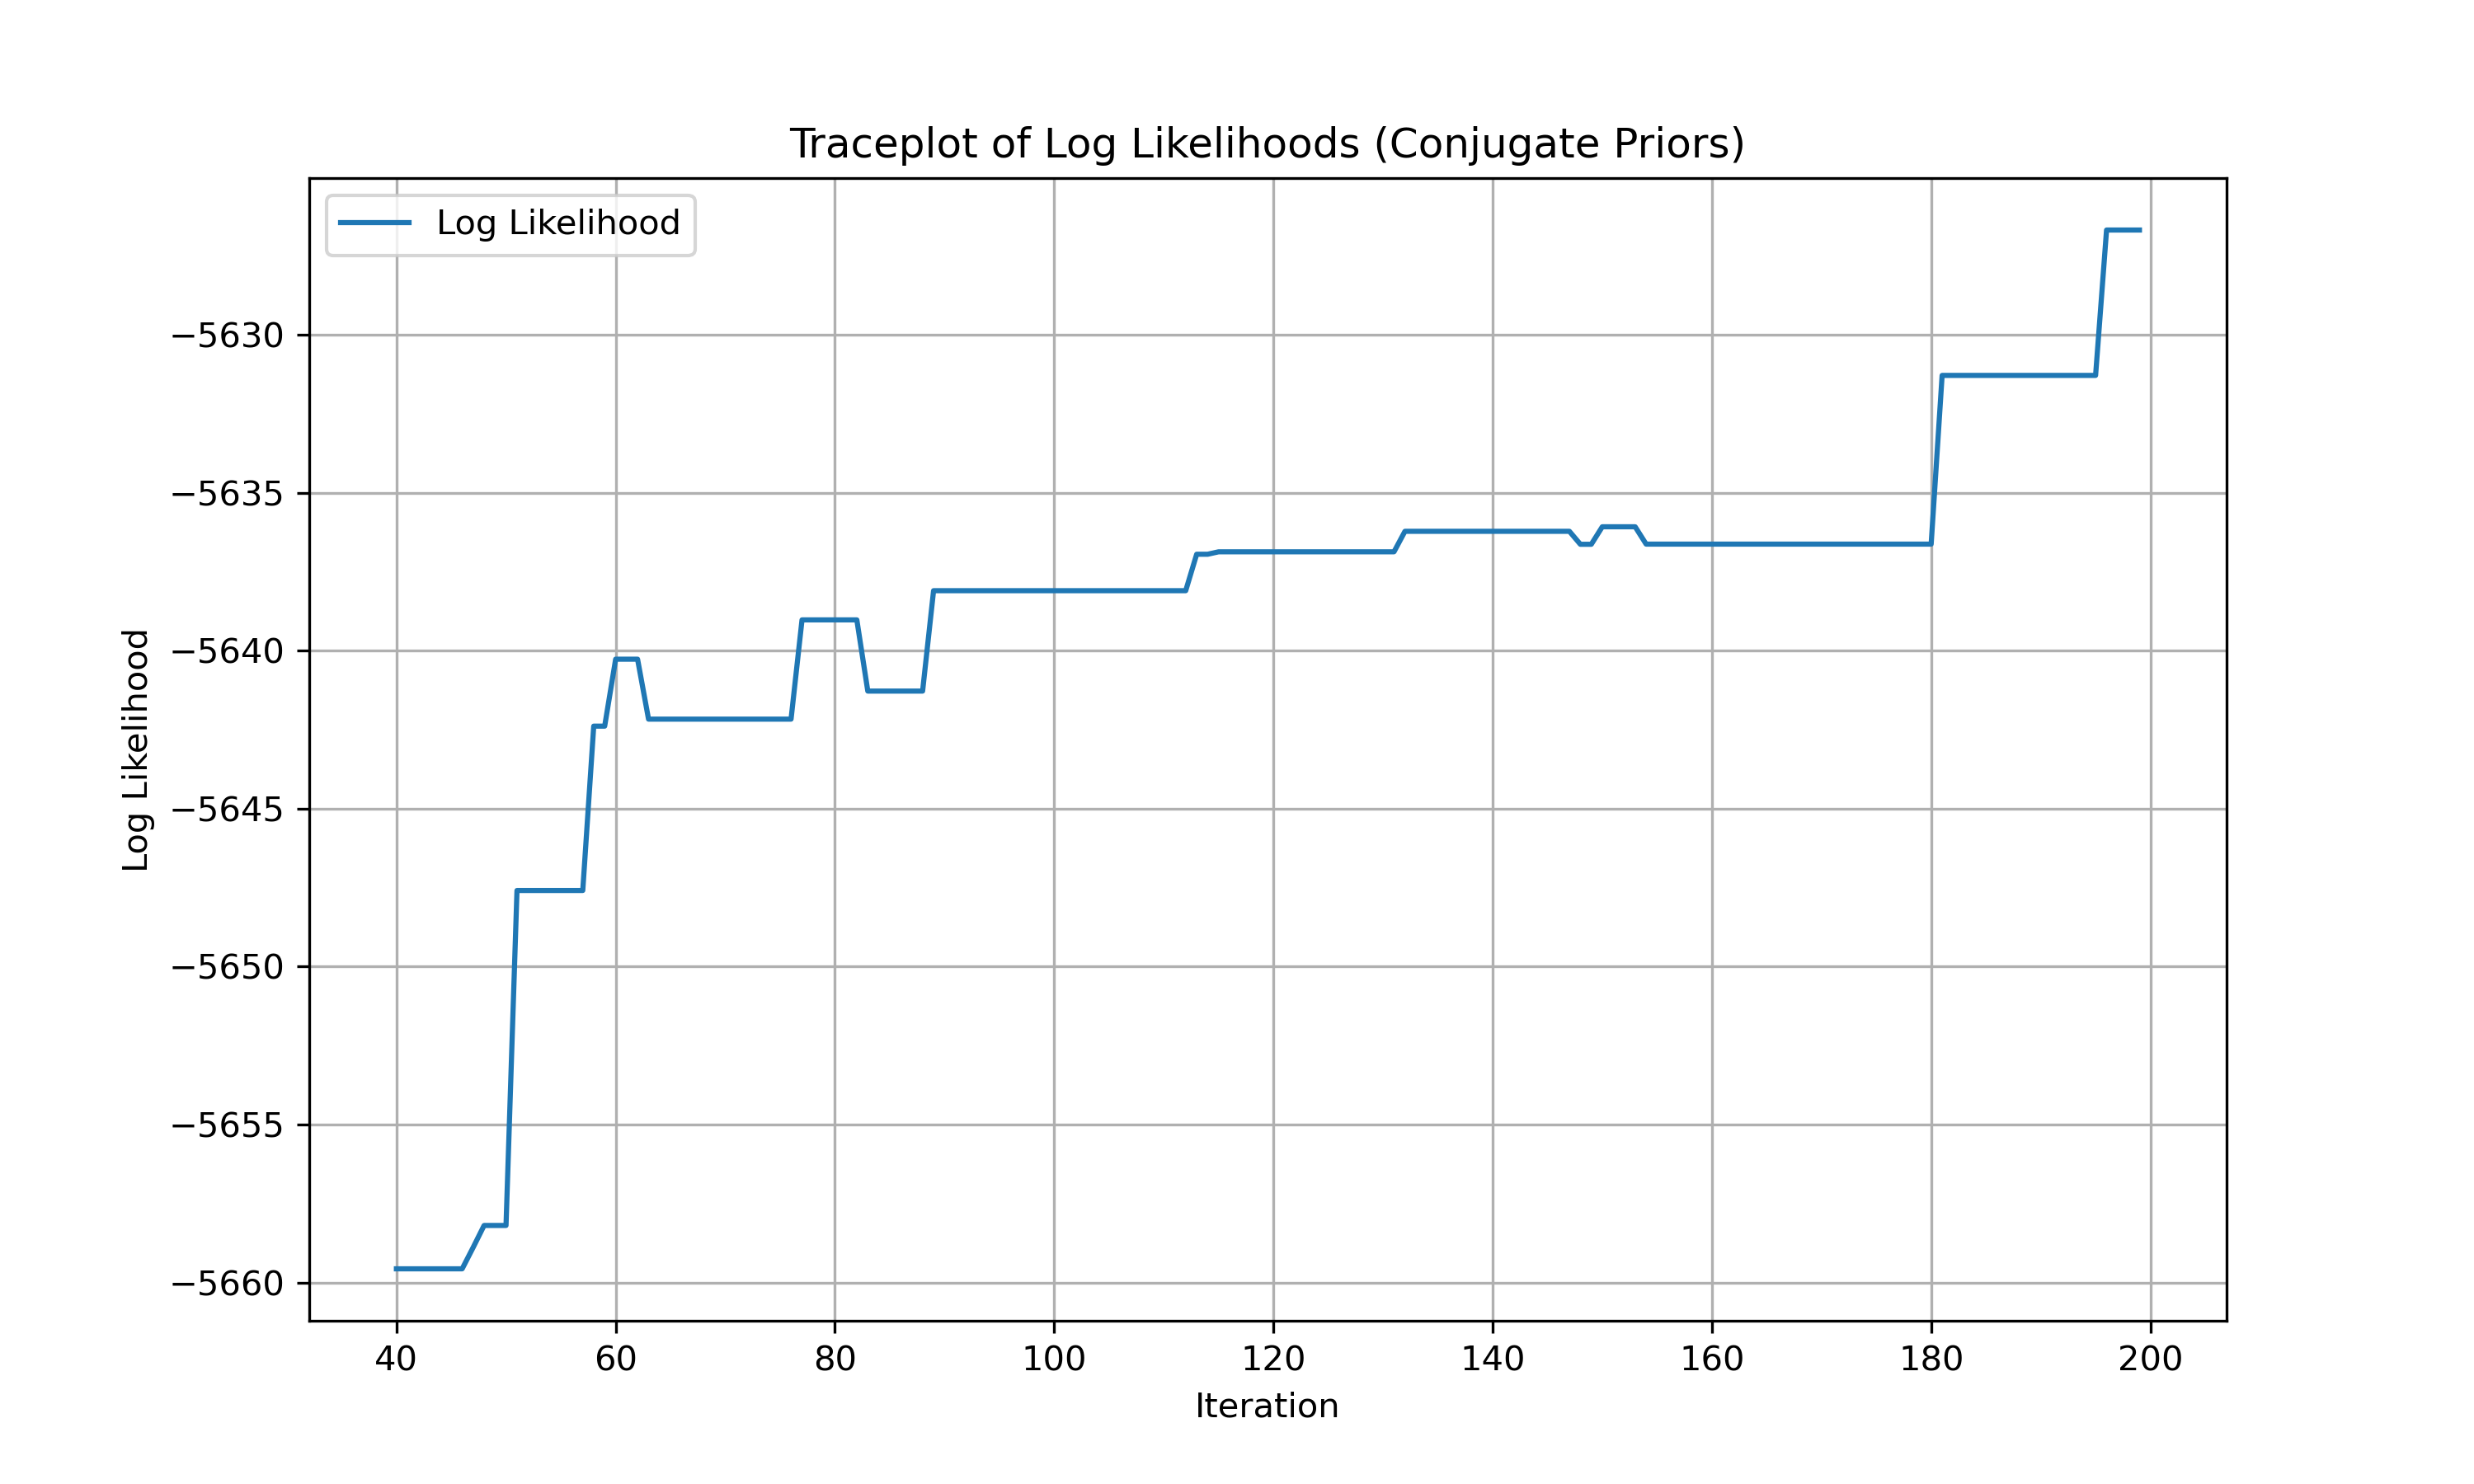 Traceplot of Log Likelihoods (Conjugate Priors)
Log Likelihood
−5630
−5635
−5640
−5645
−5650
−5655
−5660
Log Likelihood
40 60 80 100 120 140 160 180 200
Iteration